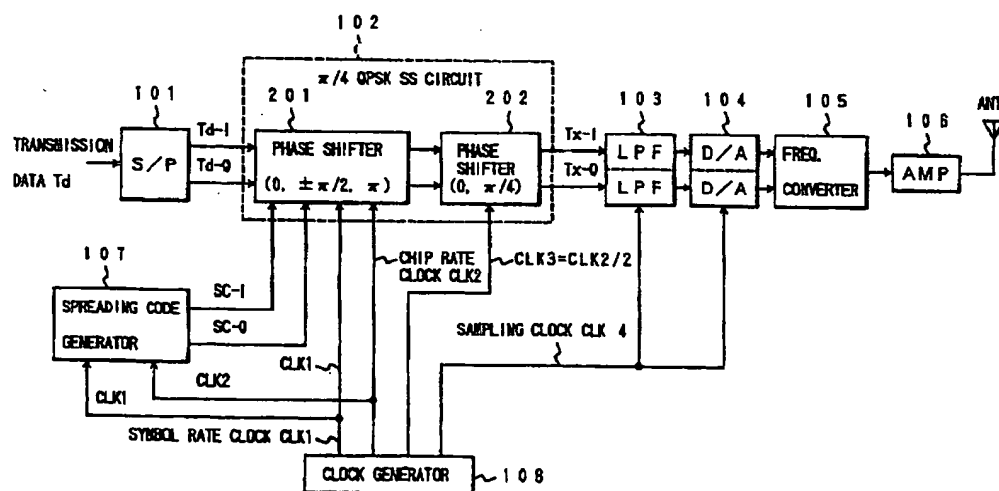 102
π/4 QPSK SS CIRCUIT
101
201
202
103
104
105
106
ANT
TRANSMISSION
DATA Td
S/P
Td-I
Td-Q
PHASE SHIFTER
(0, ±π/2, π)
PHASE
SHIFTER
(0, π/4)
Tx-I
Tx-Q
LPF
LPF
D/A
D/A
FREQ.
CONVERTER
AMP
107
SPREADING CODE
GENERATOR
SC-I
SC-Q
CHIP RATE
CLOCK CLK2
CLK3=CLK2/2
SAMPLING CLOCK CLK 4
CLK1
CLK2
CLK1
SYMBOL RATE CLOCK CLK1
CLOCK GENERATOR
108